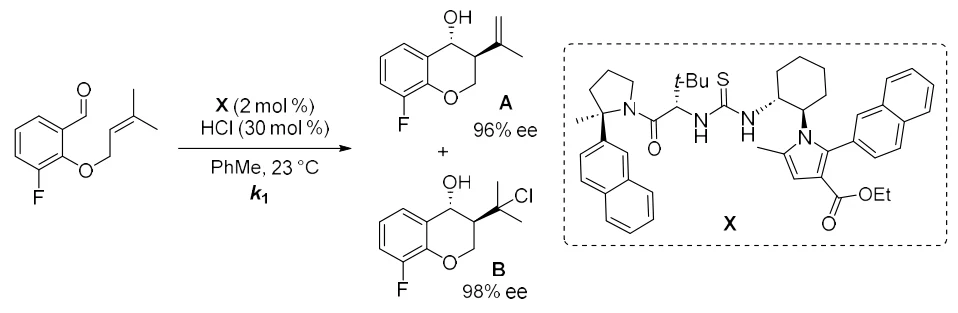 O
O
F
X (2 mol %)
HCl (30 mol %)
PhMe, 23 °C
k1
OH
O
F
A
96% ee
+
OH
Cl
O
F
B
98% ee
N
O
t-Bu
N
H
S
N
H
N
OEt
O
X